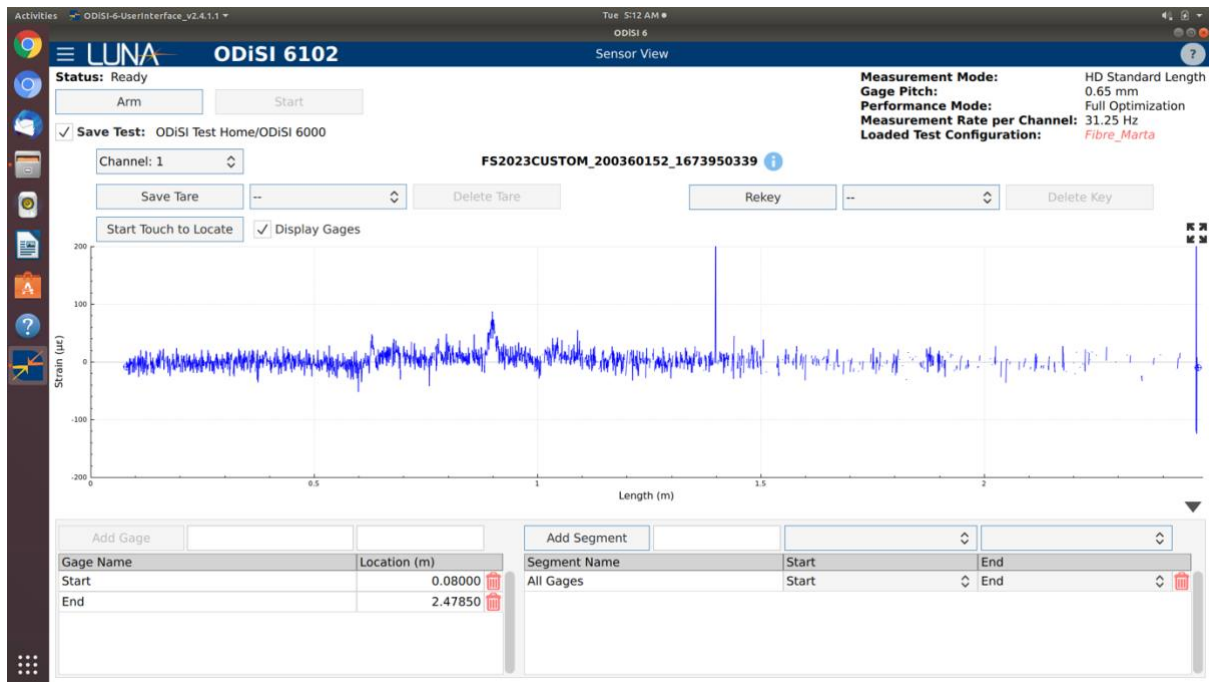 Activities ODiSI-6-UserInterface_v2.4.1.1 Tue 5:12 AM
ODiSI 6
LUNA ODiSI 6102 Sensor View ?
Status: Ready
Arm Start
Save Test: ODiSI Test Home/ODiSI 6000
Measurement Mode: HD Standard Length
Gage Pitch: 0.65 mm
Performance Mode: Full Optimization
Measurement Rate per Channel: 31.25 Hz
Loaded Test Configuration: Fibre_Marta
Channel: 1 FS2023CUSTOM_200360152_1673950339 i
Save Tare -- Delete Tare Rekey -- Delete Key
Start Touch to Locate Display Gages
200
100
0
-100
-200
Strain (µε)
0 0.5 1 1.5 2
Length (m)
Add Gage Add Segment
Gage Name Location (m) Segment Name Start End
Start 0.08000 All Gages Start End
End 2.47850